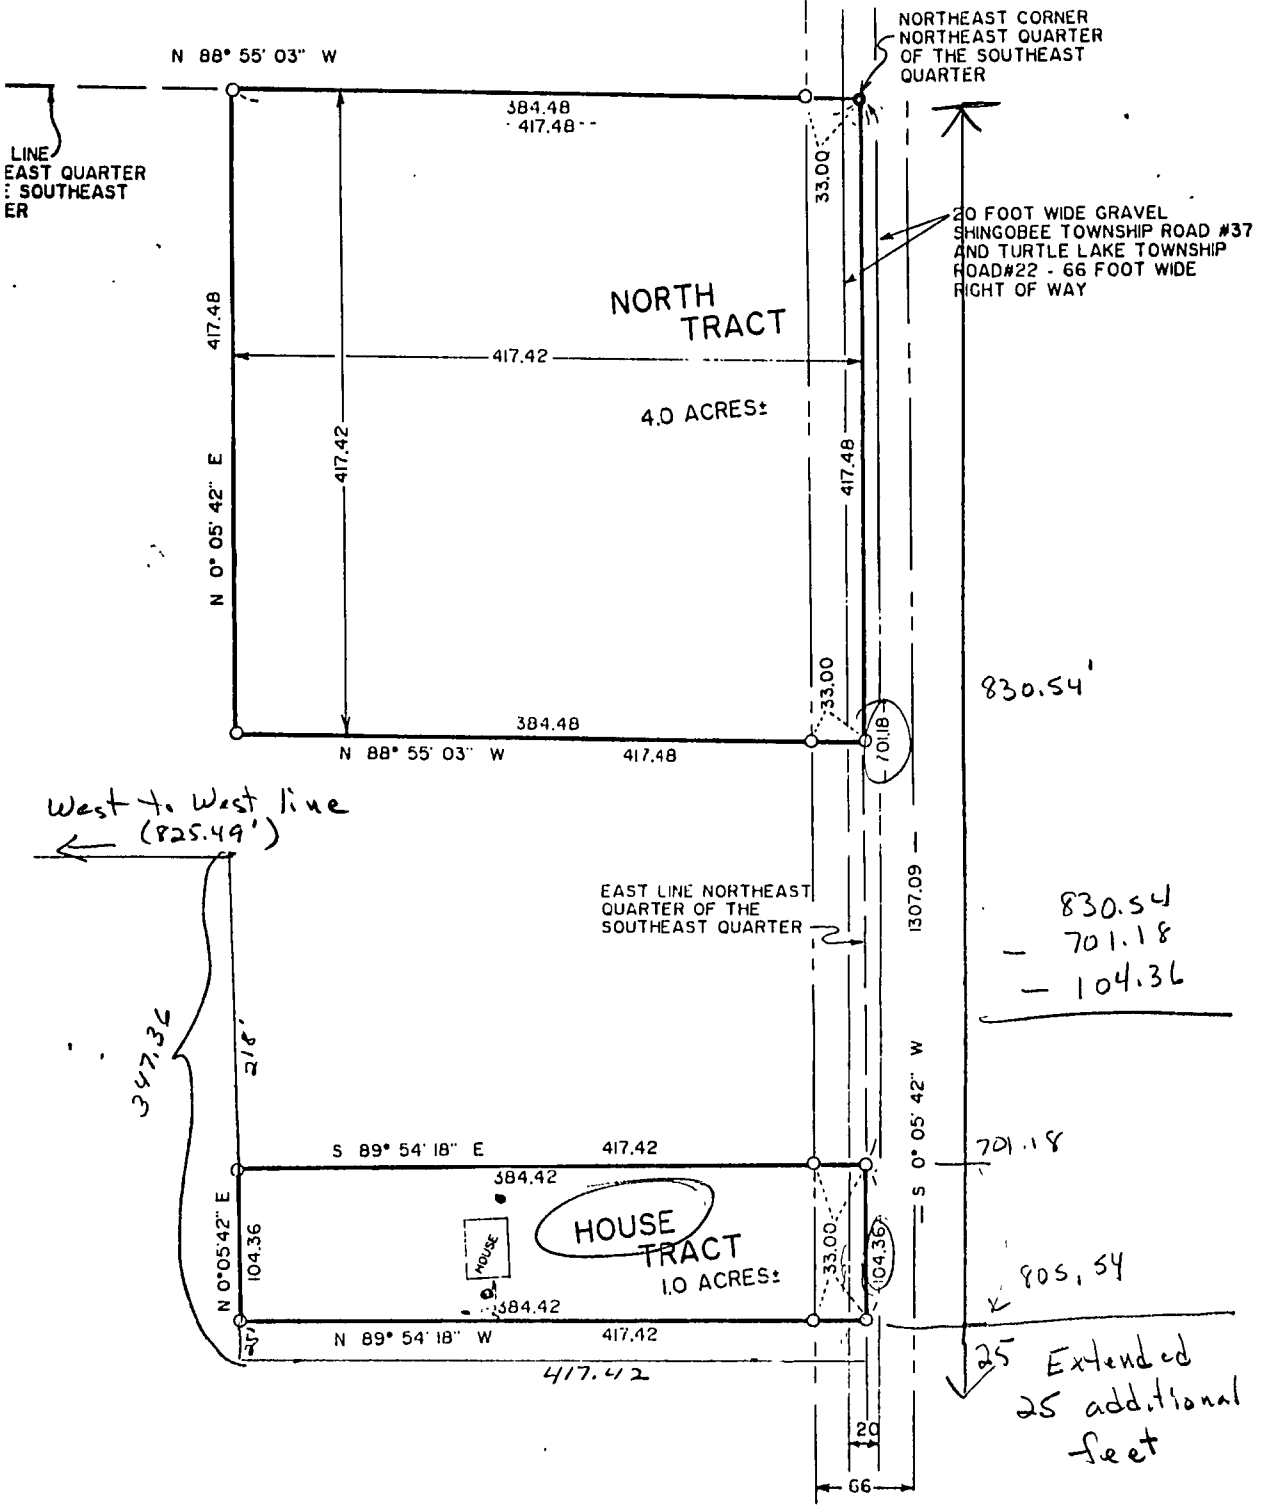 N 88° 55' 03" W
NORTHEAST CORNER
NORTHEAST QUARTER
OF THE SOUTHEAST
QUARTER
384.48
417.48
LINE
EAST QUARTER
SOUTHEAST
ER
33.00
20 FOOT WIDE GRAVEL
SHINGOBEE TOWNSHIP ROAD #37
AND TURTLE LAKE TOWNSHIP
ROAD#22 - 66 FOOT WIDE
RIGHT OF WAY
NORTH
TRACT
417.48
417.42
4.0 ACRES±
417.42
417.48
N 0° 05' 42" E
33.00
830.54'
384.48
701.18
N 88° 55' 03" W
417.48
West to West line
(825.49')
EAST LINE NORTHEAST
QUARTER OF THE
SOUTHEAST QUARTER
1307.09
830.54
- 701.18
- 104.36
347.36
218'
S 0° 05' 42" W
S 89° 54' 18" E
417.42
701.18
384.42
N 0°05'42" E
104.36
HOUSE
HOUSE
TRACT
1.0 ACRES±
33.00
104.36
805.54
384.42
N 89° 54' 18" W
417.42
25'
417.42
25 Extended
25 additional
feet
20
66